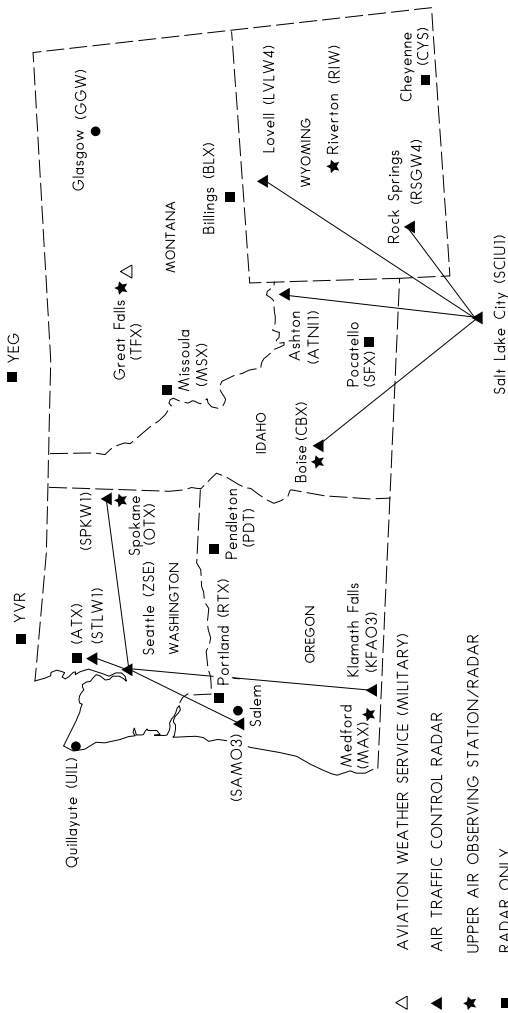 YVR
YEG
(ATX)
(STLW1)
(SPKW1)
Quillayute (UIL)
Seattle (ZSE)
WASHINGTON
Spokane
(OTX)
Missoula
(MSX)
Great Falls
(TFX)
MONTANA
Glasgow (GGW)
Billings (BLX)
Lovell (LVLW4)
WYOMING
Riverton (RIW)
Rock Springs
(RSGW4)
Cheyenne
(CYS)
Portland (RTX)
Pendleton
(PDT)
(SAMO3)
Salem
OREGON
Medford
(MAX)
Klamath Falls
(KFAO3)
IDAHO
Boise (CBX)
Ashton
(ATNI1)
Pocatello
(SFX)
Salt Lake City (SCIU1)
AVIATION WEATHER SERVICE (MILITARY)
AIR TRAFFIC CONTROL RADAR
UPPER AIR OBSERVING STATION/RADAR
RADAR ONLY